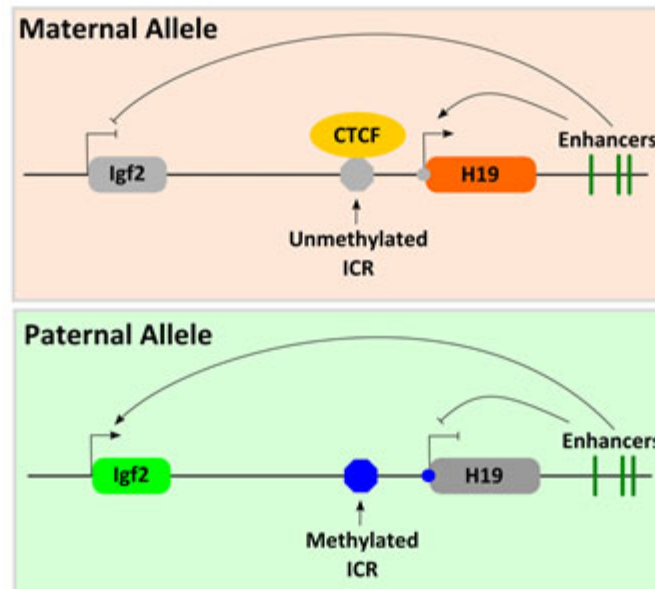 Maternal Allele
CTCF
Enhancers
Igf2
H19
Unmethylated
ICR
Paternal Allele
Enhancers
Igf2
H19
Methylated
ICR